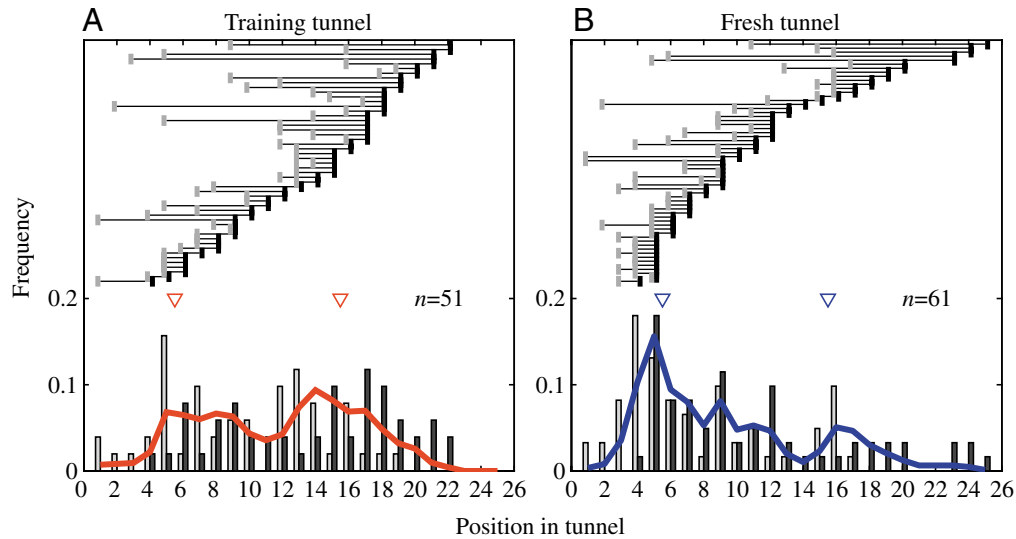 A Training tunnel
B Fresh tunnel
Frequency
n=51
n=61
0.2
0.1
0
0.2
0.1
0
0 2 4 6 8 10 12 14 16 18 20 22 24 26
0 2 4 6 8 10 12 14 16 18 20 22 24 26
Position in tunnel